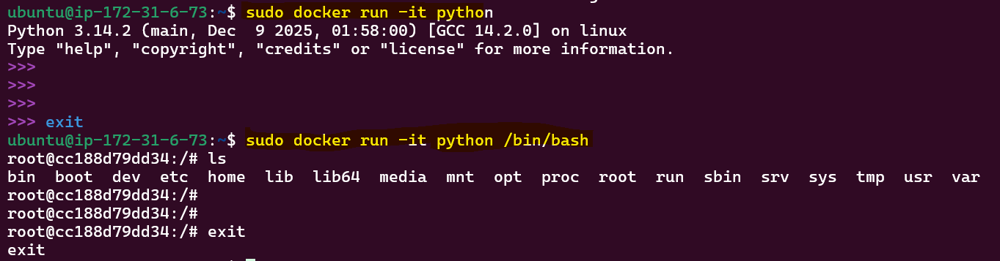 ubuntu@ip-172-31-6-73:~$ sudo docker run -it python
Python 3.14.2 (main, Dec  9 2025, 01:58:00) [GCC 14.2.0] on linux
Type "help", "copyright", "credits" or "license" for more information.
>>>
>>>
>>>
>>> exit
ubuntu@ip-172-31-6-73:~$ sudo docker run -it python /bin/bash
root@cc188d79dd34:/# ls
bin  boot  dev  etc  home  lib  lib64  media  mnt  opt  proc  root  run  sbin  srv  sys  tmp  usr  var
root@cc188d79dd34:/#
root@cc188d79dd34:/#
root@cc188d79dd34:/# exit
exit